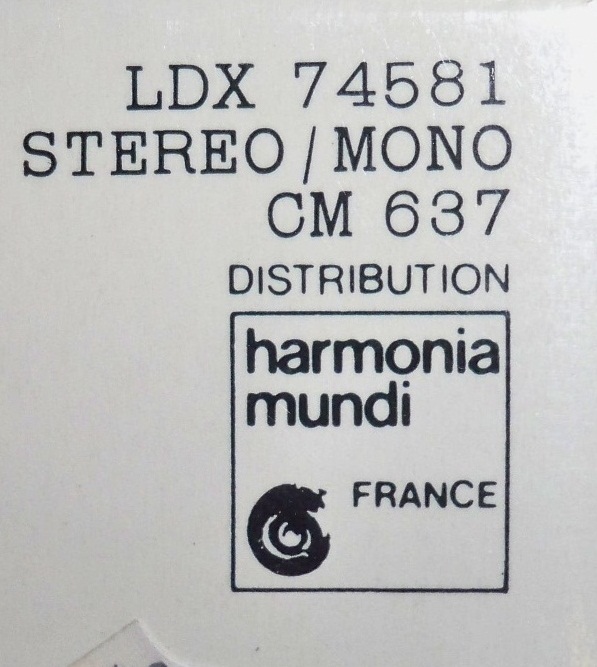 LDX 74581
STEREO/MONO
CM 637
DISTRIBUTION
harmonia
mundi
FRANCE